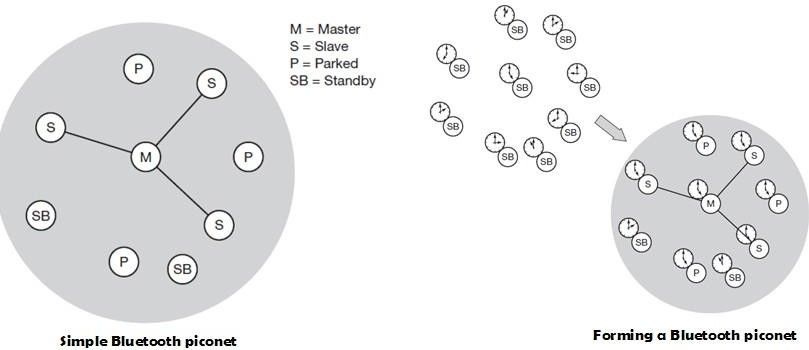 M = Master
S = Slave
P = Parked
SB = Standby
P
S
S
M
P
SB
S
P
SB
Simple Bluetooth piconet
SB
SB
SB
SB
SB
SB
SB
SB
SB
P
S
S
M
P
SB
S
P
SB
Forming a Bluetooth piconet